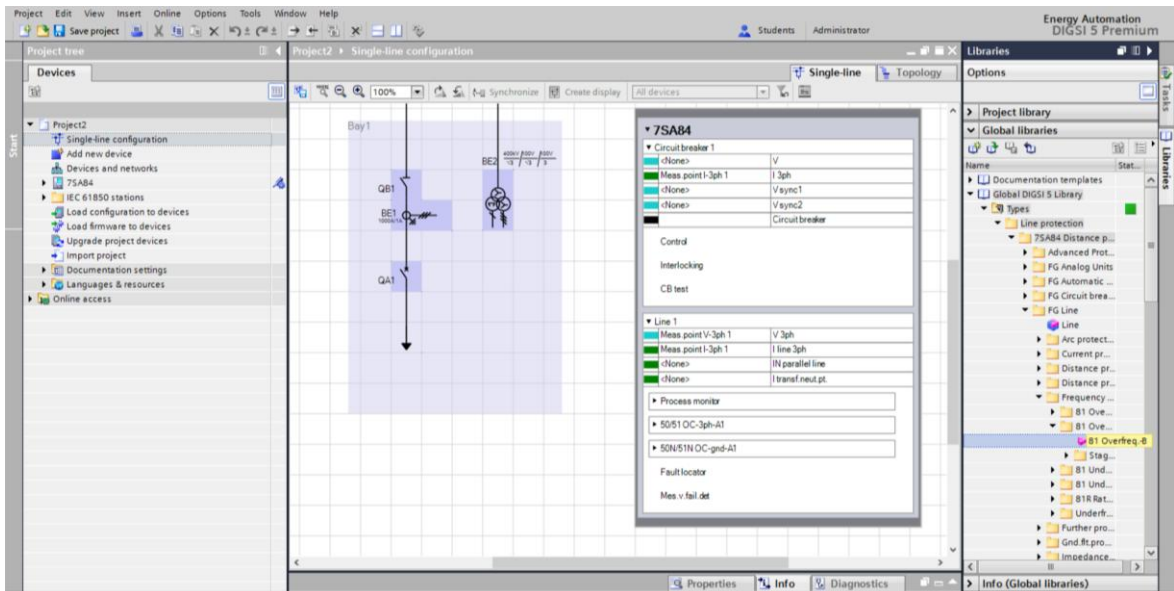 Project Edit View Insert Online Options Tools Window Help
Energy Automation
DIGSI 5 Premium
Save project
Students Administrator
Project tree
Project2 Single-line configuration
Libraries
Devices
Single-line
Topology
Options
100%
Synchronize
Create display
All devices
Tasks
Libraries
Start
Project2
Single-line configuration
Add new device
Devices and networks
7SA84
IEC 61850 stations
Load configuration to devices
Load firmware to devices
Upgrade project devices
Import project
Documentation settings
Languages & resources
Online access
Bay1
BE2
QB1
BE1
QA1
7SA84
Circuit breaker 1
<None> V
Meas.point I-3ph 1 I 3ph
<None> V sync1
<None> V sync2
Circuit breaker
Control
Interlocking
CB test
Line 1
Meas.point V-3ph 1 V 3ph
Meas.point I-3ph 1 I line 3ph
<None> IN parallel line
<None> I transf.neut.pt.
Process monitor
50/51 OC-3ph-A1
50N/51N OC-gnd-A1
Fault locator
Mes.v.fail.det
Project library
Global libraries
Name Stat...
Documentation templates
Global DIGSI 5 Library
Types
Line protection
7SA84 Distance p...
Advanced Prot...
FG Analog Units
FG Automatic ...
FG Circuit brea...
FG Line
Line
Arc protect...
Current pr...
Distance pr...
Distance pr...
Frequency ...
81 Ove...
81 Ove...
81 Overfreq.-B
Stag...
81 Und...
81 Und...
81R Rat...
Underfr...
Further pro...
Gnd.flt.pro...
Impedance...
Properties Info Diagnostics
Info (Global libraries)